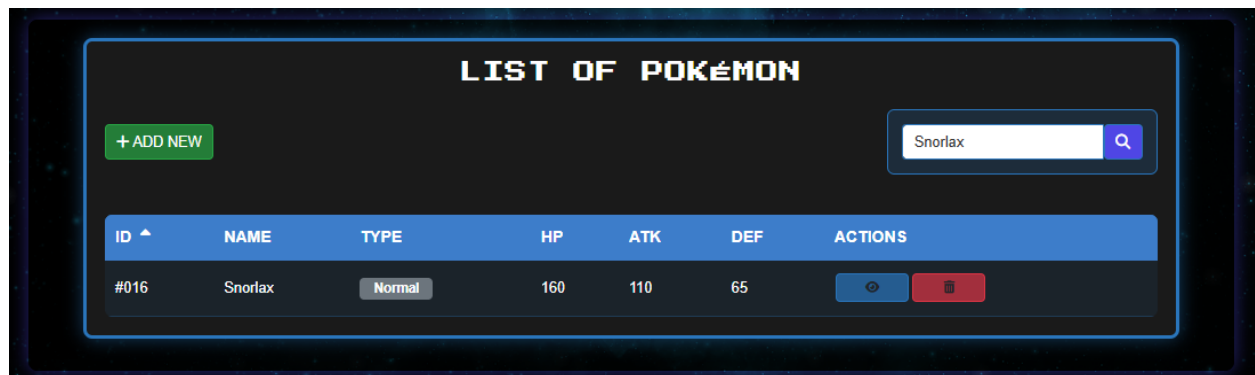 LIST OF POKéMON
+ ADD NEW
Snorlax
ID NAME TYPE HP ATK DEF ACTIONS
#016 Snorlax Normal 160 110 65